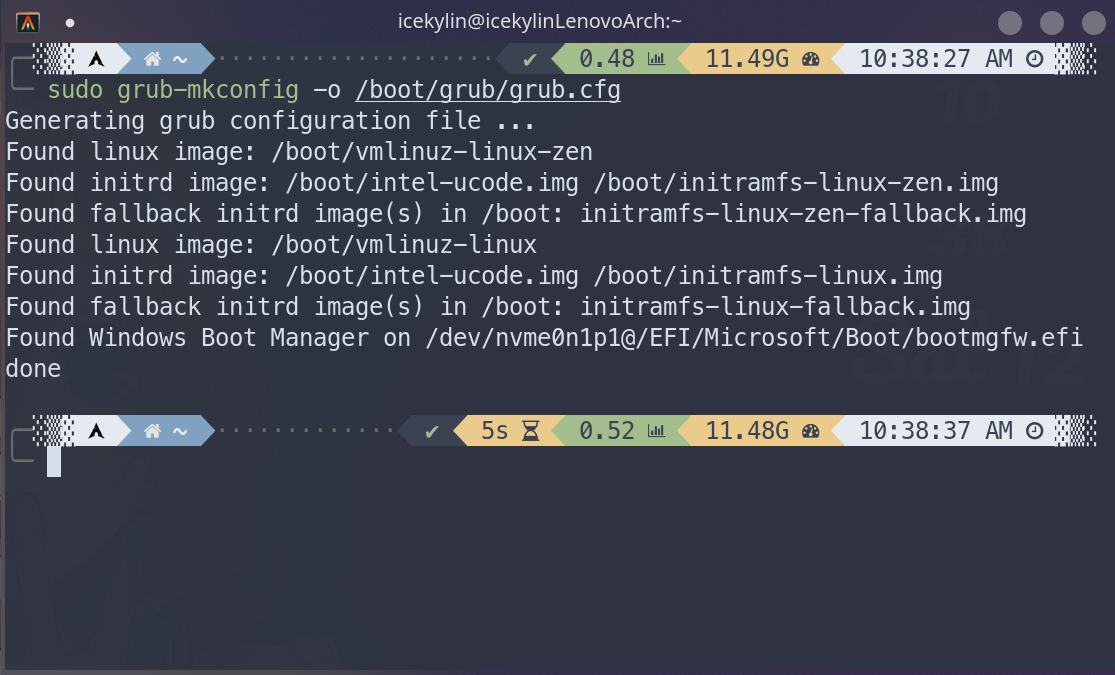 icekylin@icekylinLenovoArch:~
~ ✔ 0.48 11.49G 10:38:27 AM
sudo grub-mkconfig -o /boot/grub/grub.cfg
Generating grub configuration file ...
Found linux image: /boot/vmlinuz-linux-zen
Found initrd image: /boot/intel-ucode.img /boot/initramfs-linux-zen.img
Found fallback initrd image(s) in /boot: initramfs-linux-zen-fallback.img
Found linux image: /boot/vmlinuz-linux
Found initrd image: /boot/intel-ucode.img /boot/initramfs-linux.img
Found fallback initrd image(s) in /boot: initramfs-linux-fallback.img
Found Windows Boot Manager on /dev/nvme0n1p1@/EFI/Microsoft/Boot/bootmgfw.efi
done
~ ✔ 5s 0.52 11.48G 10:38:37 AM
10
38
Sat 12